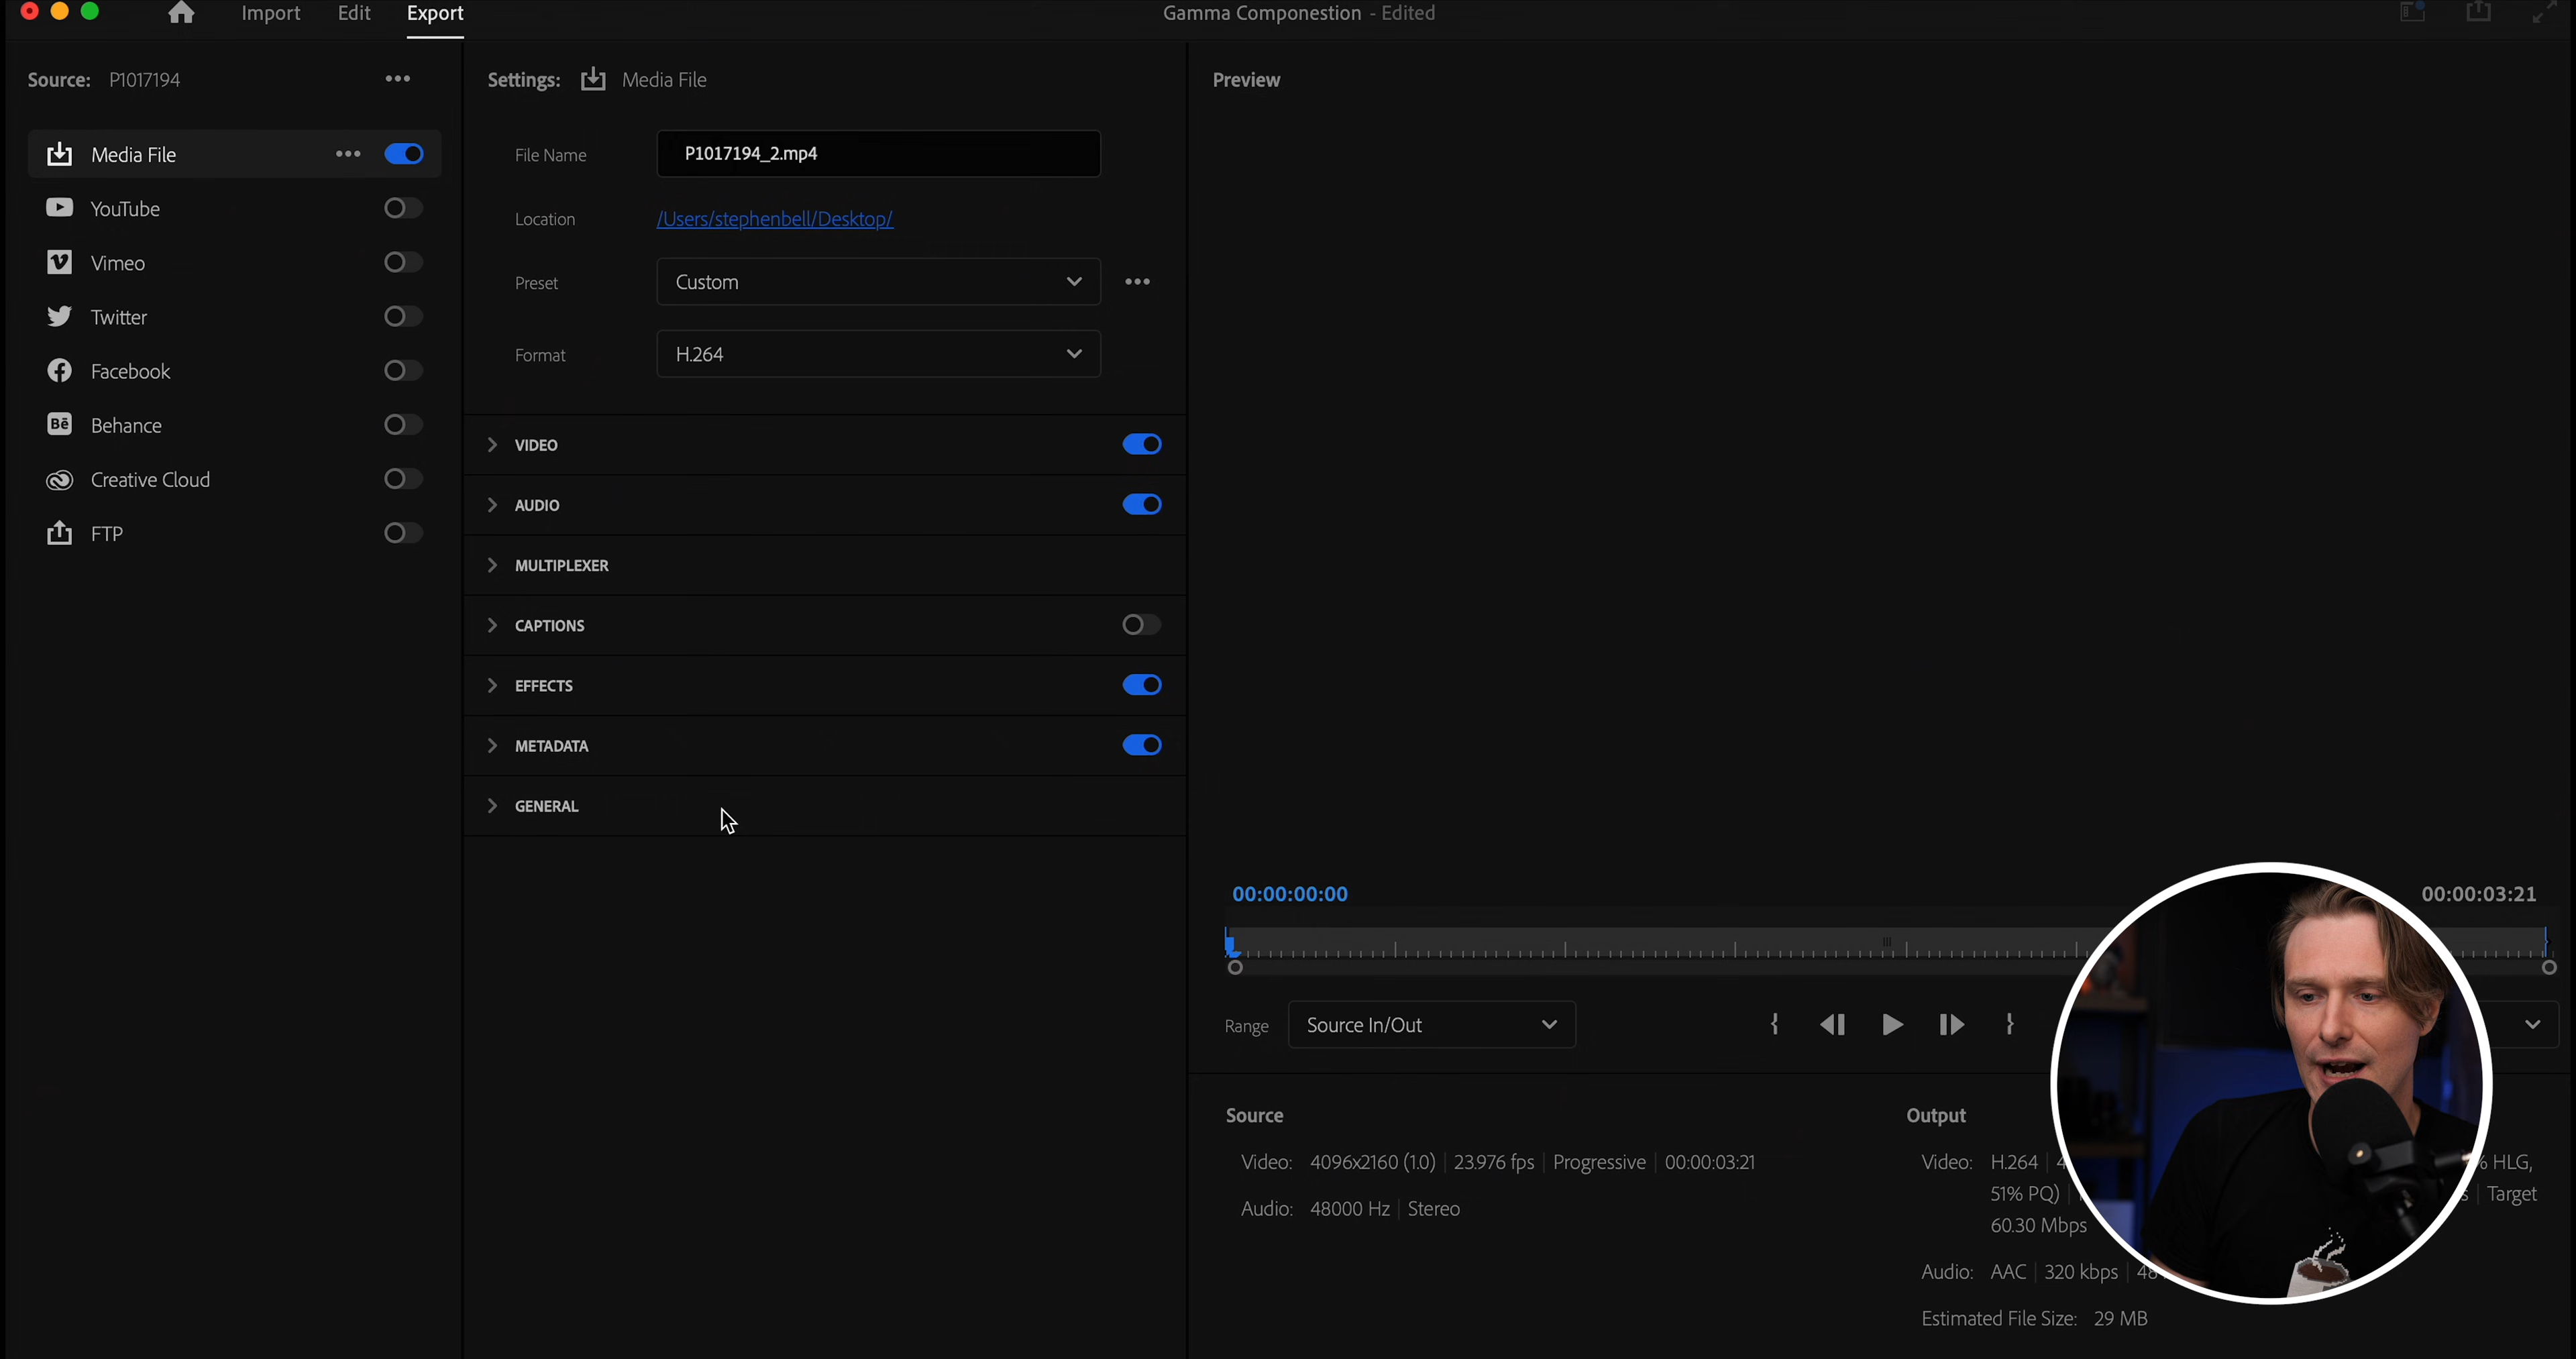 Import Edit Export
Gamma Componestion - Edited
Source: P1017194
Media File
YouTube
Vimeo
Twitter
Facebook
Behance
Creative Cloud
FTP
Settings: Media File
File Name P1017194_2.mp4
Location /Users/stephenbell/Desktop/
Preset Custom
Format H.264
VIDEO
AUDIO
MULTIPLEXER
CAPTIONS
EFFECTS
METADATA
GENERAL
Preview
00:00:00:00 00:00:03:21
Range Source In/Out
Source
Video: 4096x2160 (1.0) | 23.976 fps | Progressive | 00:00:03:21
Audio: 48000 Hz | Stereo
Output
Video: H.264 | % HLG,
51% PQ) | Target
60.30 Mbps
Audio: AAC | 320 kbps |
Estimated File Size: 29 MB